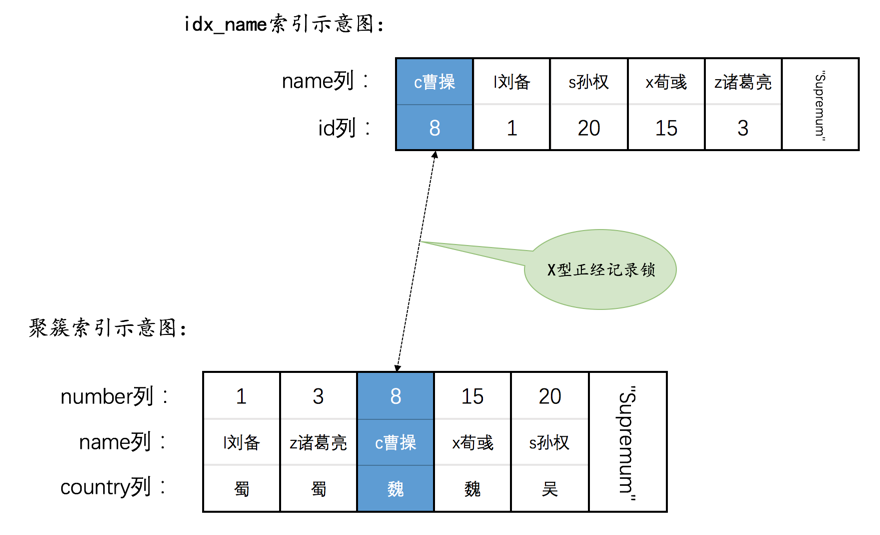 idx_name索引示意图：
name列： c曹操 l刘备 s孙权 x荀彧 z诸葛亮 "Supremum"
id列： 8 1 20 15 3
X型正经记录锁
聚簇索引示意图：
number列： 1 3 8 15 20 "Supremum"
name列： l刘备 z诸葛亮 c曹操 x荀彧 s孙权
country列： 蜀 蜀 魏 魏 吴